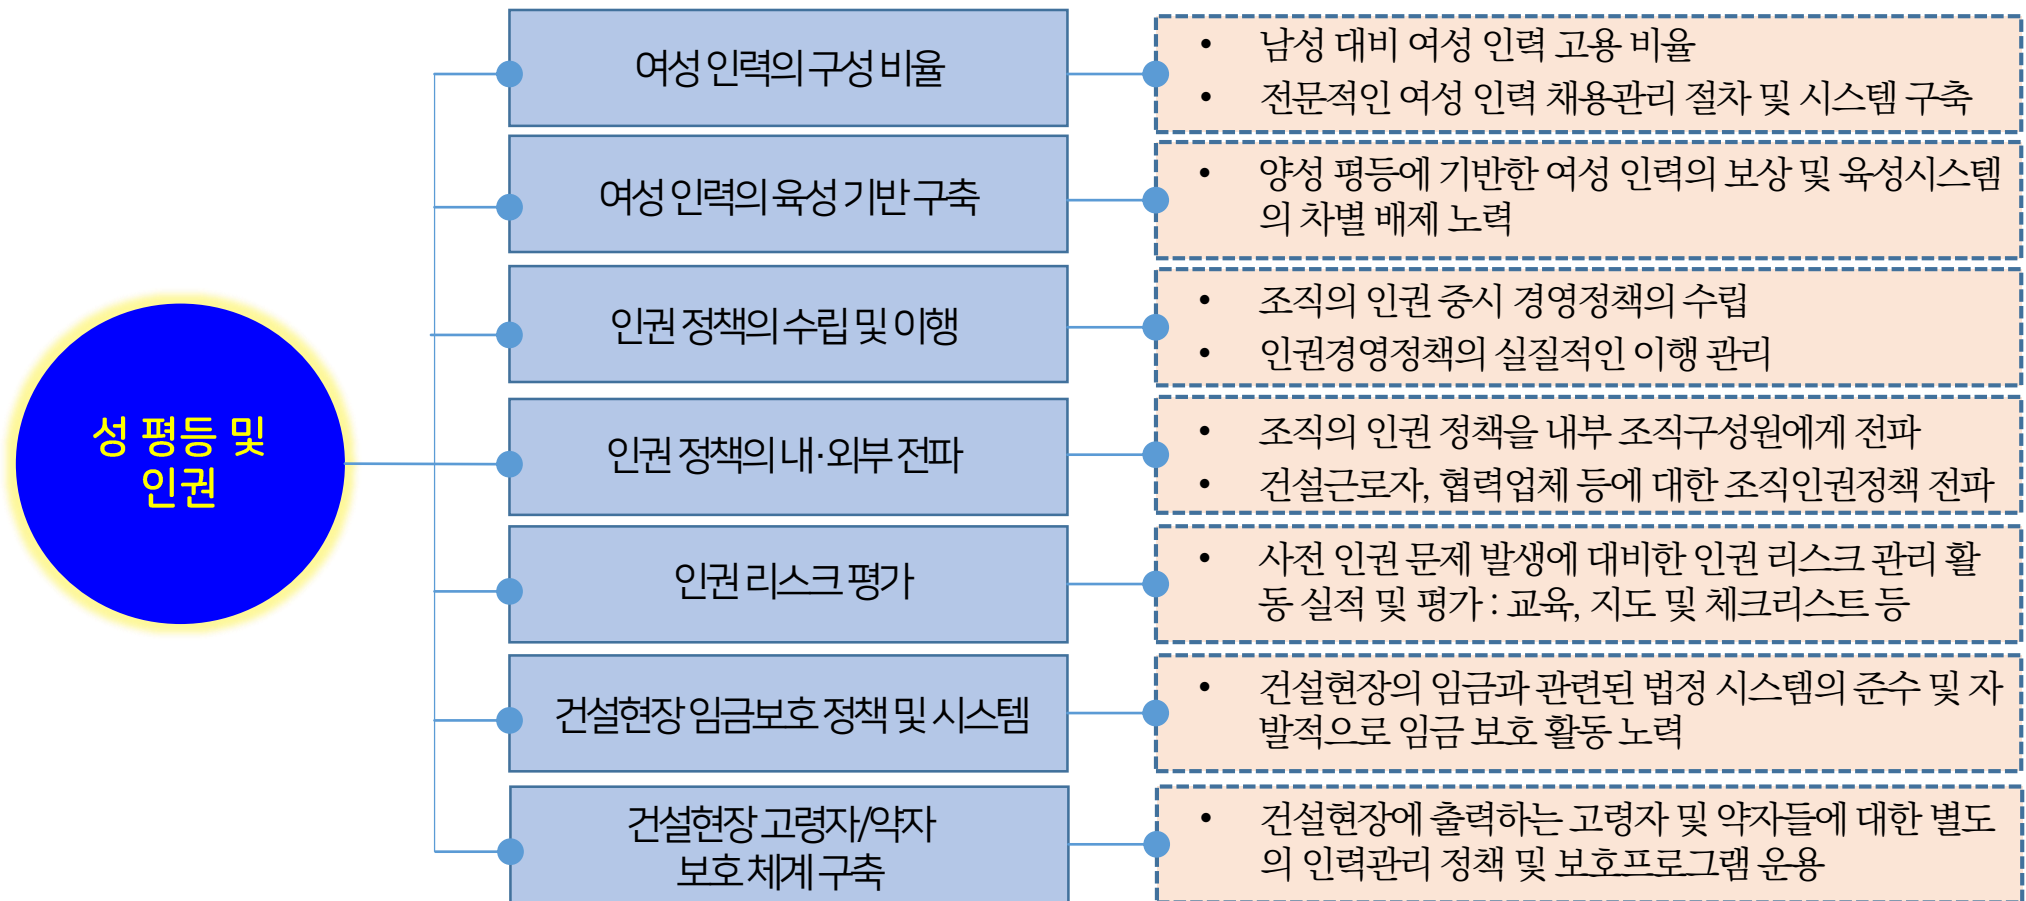 성 평등 및
인권
여성 인력의 구성 비율
• 남성 대비 여성 인력 고용 비율
• 전문적인 여성 인력 채용관리 절차 및 시스템 구축
여성 인력의 육성 기반 구축
• 양성 평등에 기반한 여성 인력의 보상 및 육성시스템
의 차별 배제 노력
인권 정책의 수립 및 이행
• 조직의 인권 중시 경영정책의 수립
• 인권경영정책의 실질적인 이행 관리
인권 정책의 내·외부 전파
• 조직의 인권 정책을 내부 조직구성원에게 전파
• 건설근로자, 협력업체 등에 대한 조직인권정책 전파
인권 리스크 평가
• 사전 인권 문제 발생에 대비한 인권 리스크 관리 활
동 실적 및 평가 : 교육, 지도 및 체크리스트 등
건설현장 임금보호 정책 및 시스템
• 건설현장의 임금과 관련된 법정 시스템의 준수 및 자
발적으로 임금 보호 활동 노력
건설현장 고령자/약자
보호 체계 구축
• 건설현장에 출력하는 고령자 및 약자들에 대한 별도
의 인력관리 정책 및 보호프로그램 운용